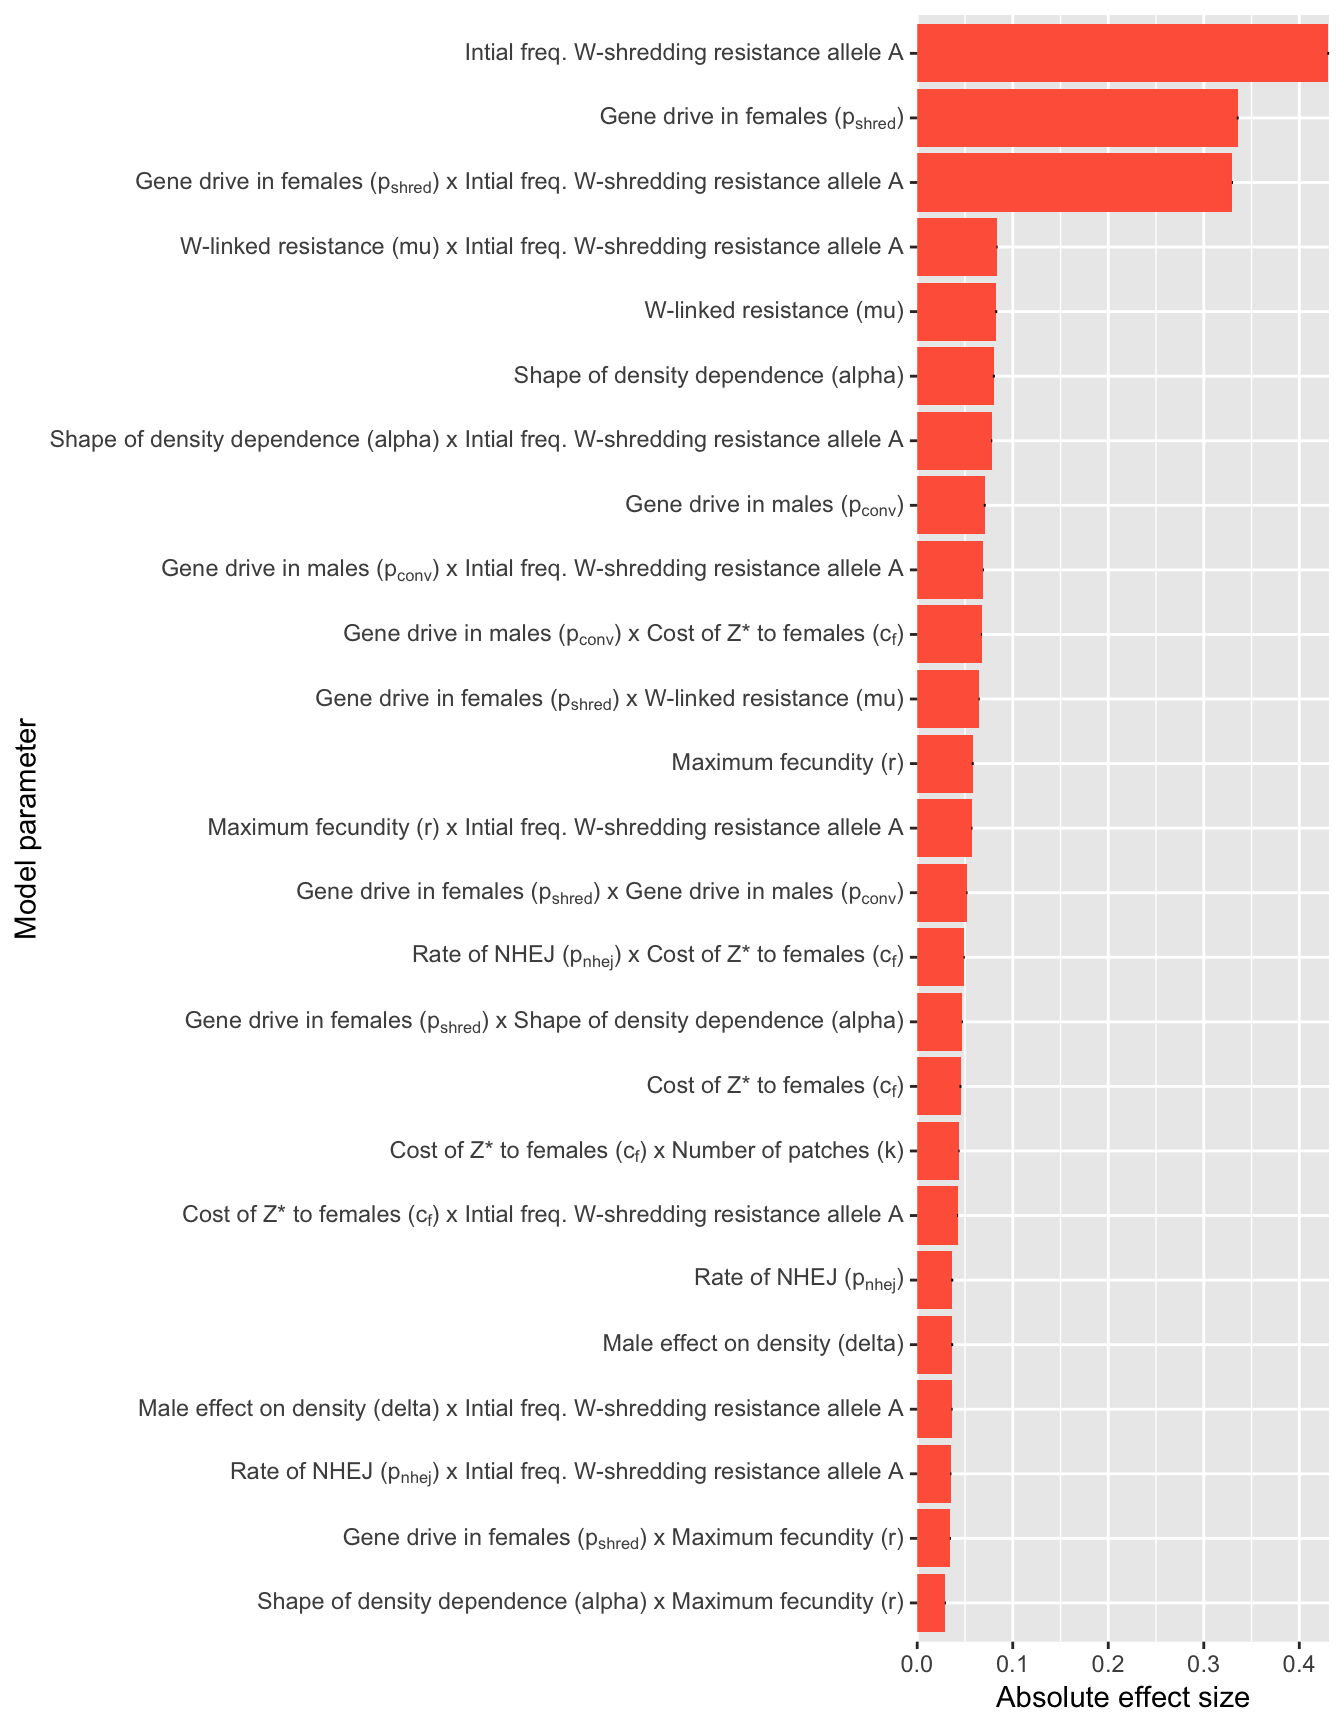 Intial freq. W-shredding resistance allele A
Gene drive in females (pshred)
Gene drive in females (pshred) x Intial freq. W-shredding resistance allele A
W-linked resistance (mu) x Intial freq. W-shredding resistance allele A
W-linked resistance (mu)
Shape of density dependence (alpha)
Shape of density dependence (alpha) x Intial freq. W-shredding resistance allele A
Gene drive in males (pconv)
Gene drive in males (pconv) x Intial freq. W-shredding resistance allele A
Gene drive in males (pconv) x Cost of Z* to females (cf)
Gene drive in females (pshred) x W-linked resistance (mu)
Maximum fecundity (r)
Maximum fecundity (r) x Intial freq. W-shredding resistance allele A
Gene drive in females (pshred) x Gene drive in males (pconv)
Rate of NHEJ (pnhej) x Cost of Z* to females (cf)
Gene drive in females (pshred) x Shape of density dependence (alpha)
Cost of Z* to females (cf)
Cost of Z* to females (cf) x Number of patches (k)
Cost of Z* to females (cf) x Intial freq. W-shredding resistance allele A
Rate of NHEJ (pnhej)
Male effect on density (delta)
Male effect on density (delta) x Intial freq. W-shredding resistance allele A
Rate of NHEJ (pnhej) x Intial freq. W-shredding resistance allele A
Gene drive in females (pshred) x Maximum fecundity (r)
Shape of density dependence (alpha) x Maximum fecundity (r)
Model parameter
0.0 0.1 0.2 0.3 0.4
Absolute effect size